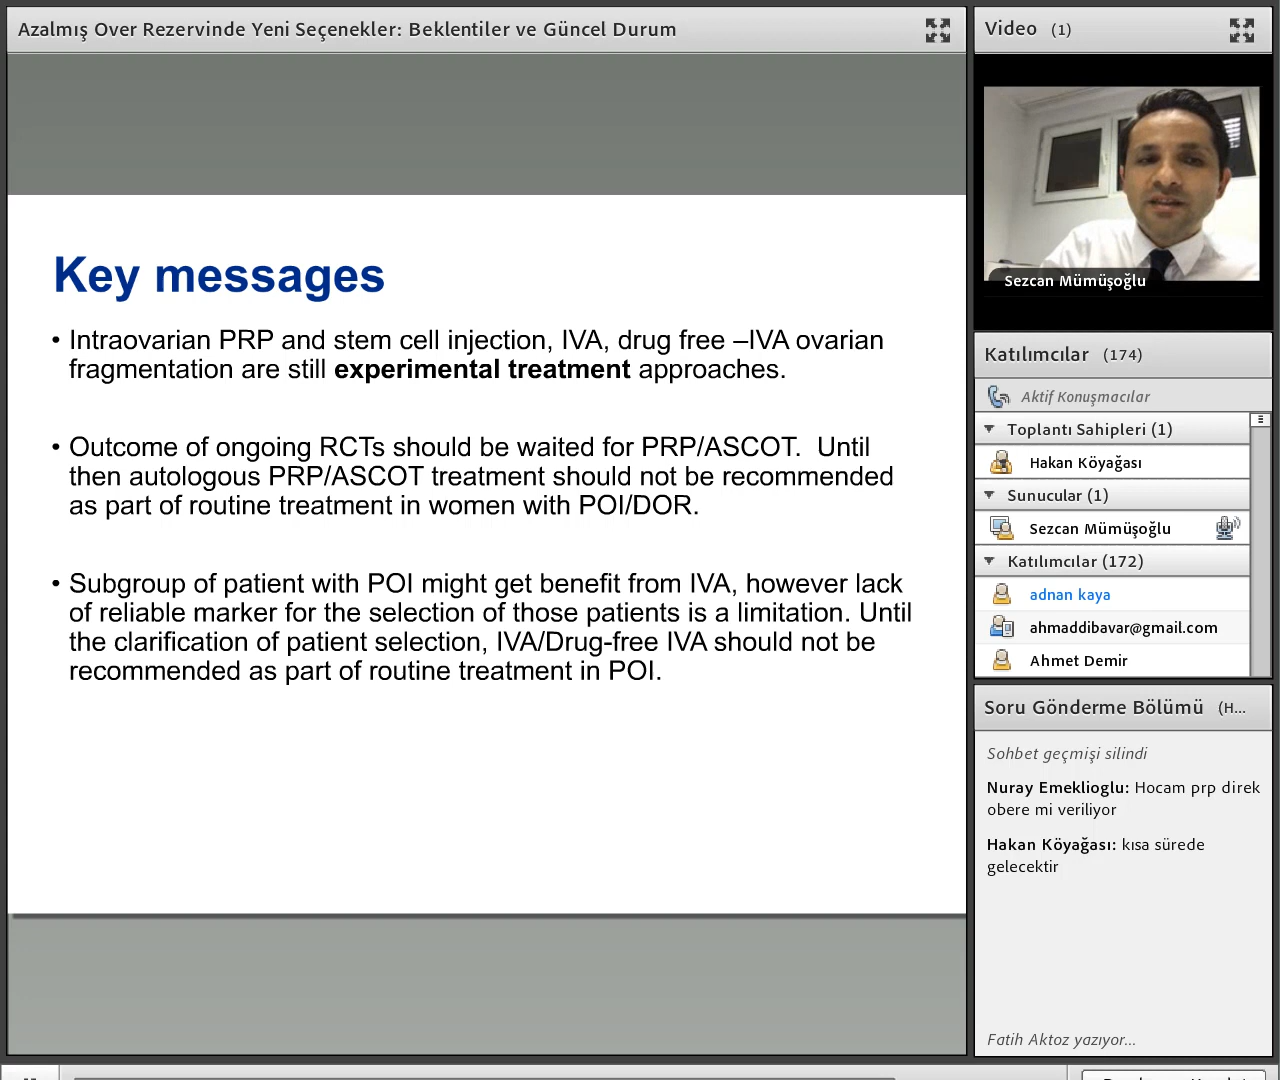 Azalmış Over Rezervinde Yeni Seçenekler: Beklentiler ve Güncel Durum
Key messages
• Intraovarian PRP and stem cell injection, IVA, drug free –IVA ovarian
fragmentation are still experimental treatment approaches.
• Outcome of ongoing RCTs should be waited for PRP/ASCOT. Until
then autologous PRP/ASCOT treatment should not be recommended
as part of routine treatment in women with POI/DOR.
• Subgroup of patient with POI might get benefit from IVA, however lack
of reliable marker for the selection of those patients is a limitation. Until
the clarification of patient selection, IVA/Drug-free IVA should not be
recommended as part of routine treatment in POI.
Video (1)
Sezcan Mümüşoğlu
Katılımcılar (174)
Aktif Konuşmacılar
Toplantı Sahipleri (1)
Hakan Köyağası
Sunucular (1)
Sezcan Mümüşoğlu
Katılımcılar (172)
adnan kaya
ahmaddibavar@gmail.com
Ahmet Demir
Soru Gönderme Bölümü (H...
Sohbet geçmişi silindi
Nuray Emeklioglu: Hocam prp direk
obere mi veriliyor
Hakan Köyağası: kısa sürede
gelecektir
Fatih Aktoz yazıyor...